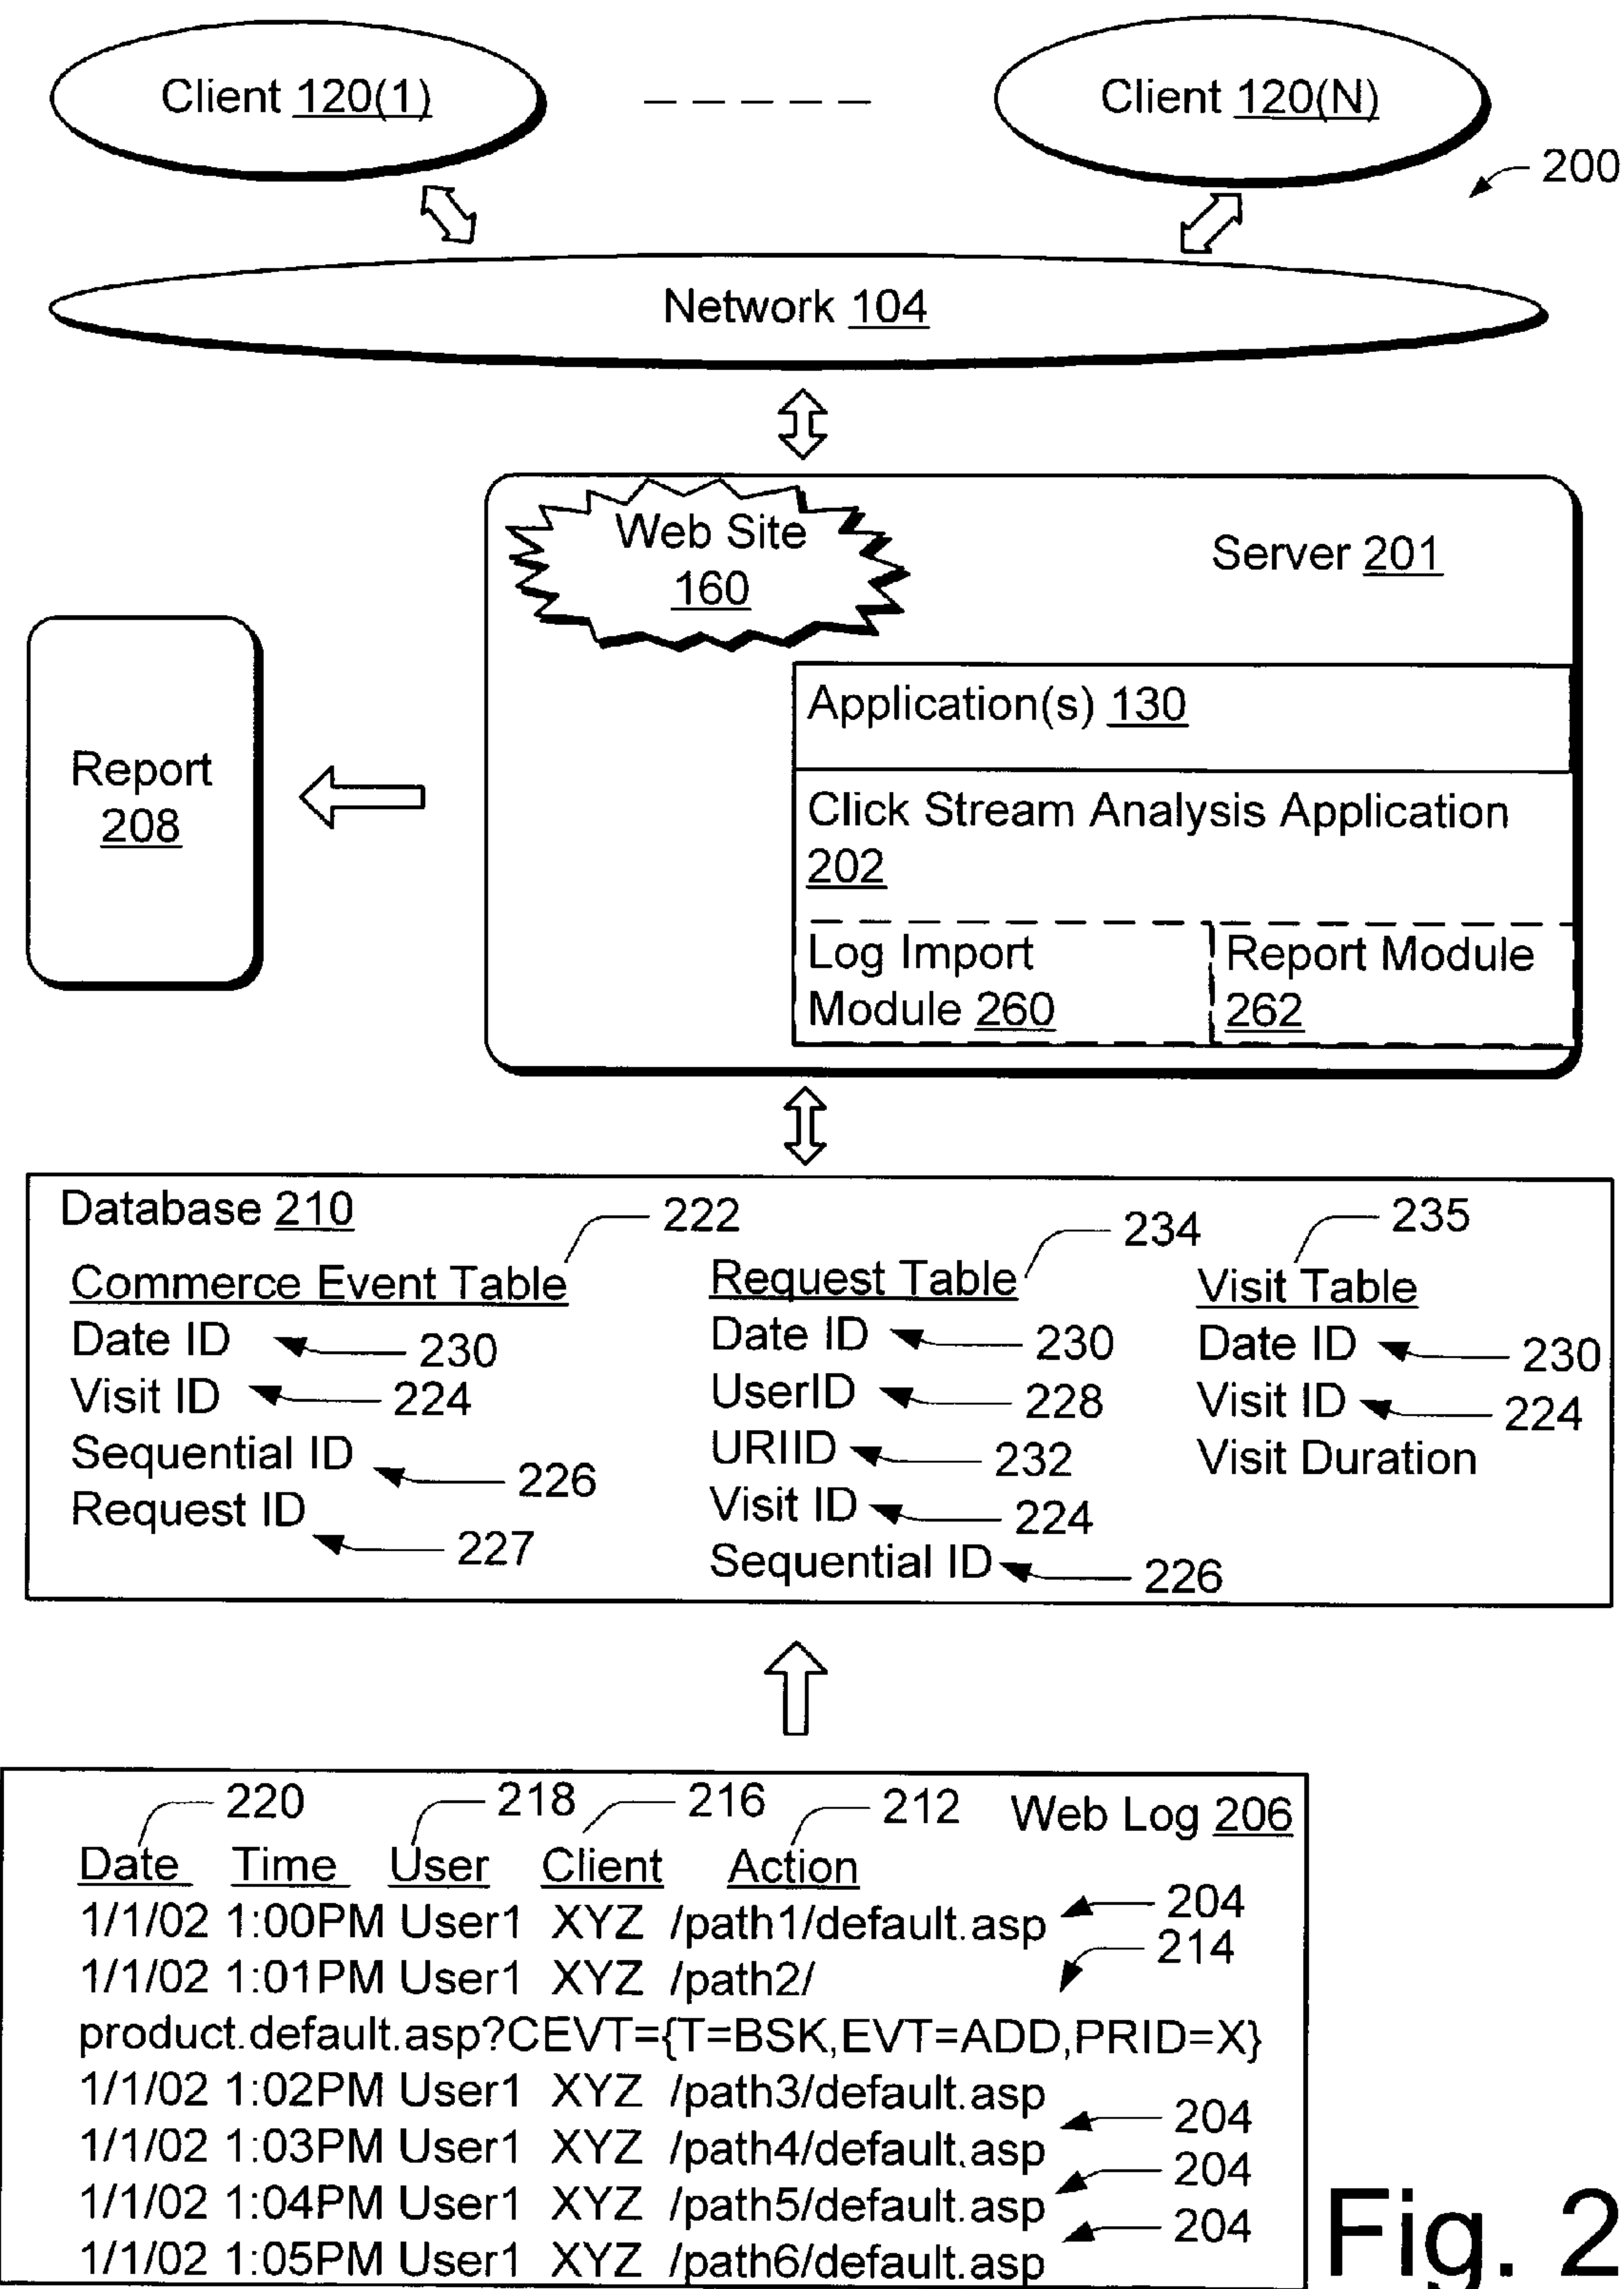 Client 120(1)
Client 120(N)
200
Network 104
Web Site
160
Server 201
Application(s) 130
Report
208
Click Stream Analysis Application
202
Log Import
Module 260
Report Module
262
Database 210
222
234
235
Commerce Event Table
Date ID
230
Visit ID
224
Sequential ID
226
Request ID
227
Request Table
Date ID
230
UserID
228
URIID
232
Visit ID
224
Sequential ID
226
Visit Table
Date ID
230
Visit ID
224
Visit Duration
220
218
216
212
Web Log 206
Date Time User Client Action
1/1/02 1:00PM User1 XYZ /path1/default.asp
204
1/1/02 1:01PM User1 XYZ /path2/
214
product.default.asp?CEVT={T=BSK,EVT=ADD,PRID=X}
1/1/02 1:02PM User1 XYZ /path3/default.asp
204
1/1/02 1:03PM User1 XYZ /path4/default.asp
204
1/1/02 1:04PM User1 XYZ /path5/default.asp
204
1/1/02 1:05PM User1 XYZ /path6/default.asp
Fig. 2